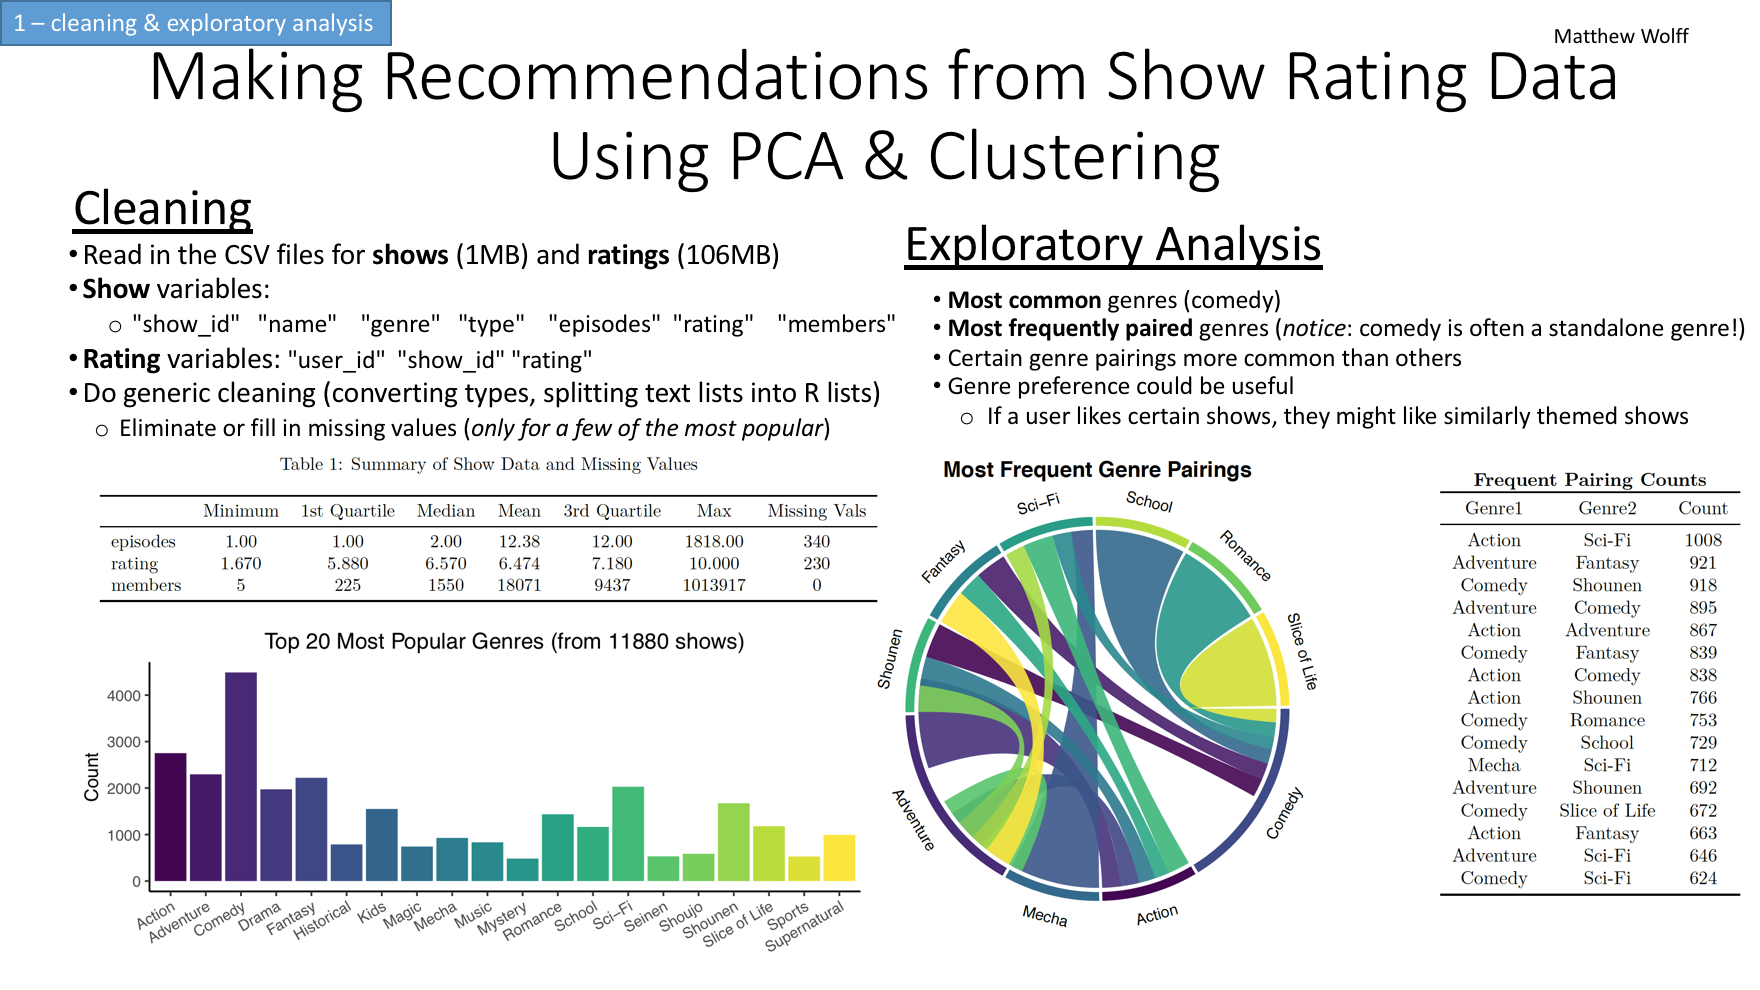 1 – cleaning & exploratory analysis
Matthew Wolff
Making Recommendations from Show Rating Data
Using PCA & Clustering
Cleaning
• Read in the CSV files for shows (1MB) and ratings (106MB)
• Show variables:
o "show_id" "name" "genre" "type" "episodes" "rating" "members"
• Rating variables: "user_id" "show_id" "rating"
• Do generic cleaning (converting types, splitting text lists into R lists)
o Eliminate or fill in missing values (only for a few of the most popular)
Table 1: Summary of Show Data and Missing Values
Minimum 1st Quartile Median Mean 3rd Quartile Max Missing Vals
episodes 1.00 1.00 2.00 12.38 12.00 1818.00 340
rating 1.670 5.880 6.570 6.474 7.180 10.000 230
members 5 225 1550 18071 9437 1013917 0
Top 20 Most Popular Genres (from 11880 shows)
Count
4000
3000
2000
1000
0
Action
Adventure
Comedy
Drama
Fantasy
Historical
Kids
Magic
Mecha
Music
Mystery
Romance
School
Sci–Fi
Seinen
Shoujo
Shounen
Slice of Life
Sports
Supernatural
Exploratory Analysis
• Most common genres (comedy)
• Most frequently paired genres (notice: comedy is often a standalone genre!)
• Certain genre pairings more common than others
• Genre preference could be useful
o If a user likes certain shows, they might like similarly themed shows
Most Frequent Genre Pairings
Sci–Fi
School
Romance
Slice of Life
Comedy
Action
Mecha
Adventure
Shounen
Fantasy
Frequent Pairing Counts
Genre1 Genre2 Count
Action Sci-Fi 1008
Adventure Fantasy 921
Comedy Shounen 918
Adventure Comedy 895
Action Adventure 867
Comedy Fantasy 839
Action Comedy 838
Action Shounen 766
Comedy Romance 753
Comedy School 729
Mecha Sci-Fi 712
Adventure Shounen 692
Comedy Slice of Life 672
Action Fantasy 663
Adventure Sci-Fi 646
Comedy Sci-Fi 624